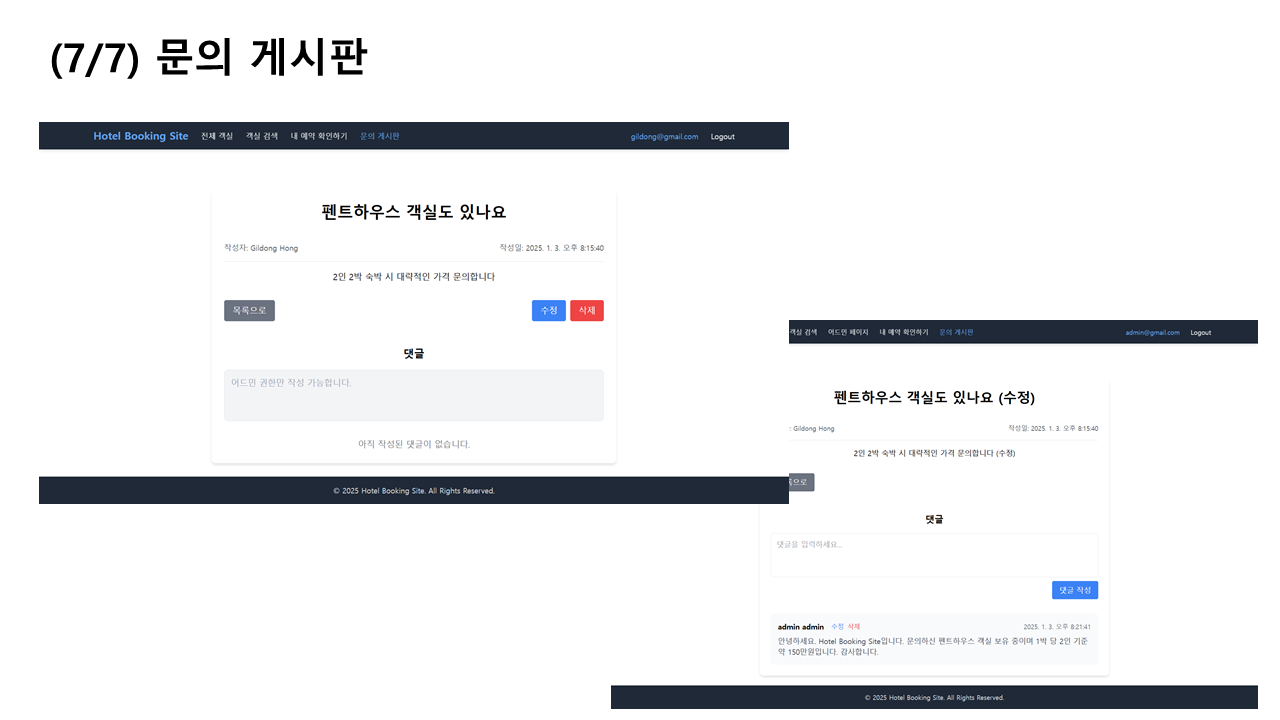 (7/7) 문의 게시판
Hotel Booking Site 전체 객실 객실 검색 내 예약 확인하기 문의 게시판 gildong@gmail.com Logout
펜트하우스 객실도 있나요
작성자: Gildong Hong 작성일: 2025. 1. 3. 오후 8:15:40
2인 2박 숙박 시 대략적인 가격 문의합니다
목록으로 수정 삭제
댓글
어드민 권한만 작성 가능합니다.
아직 작성된 댓글이 없습니다.
© 2025 Hotel Booking Site. All Rights Reserved.
객실 검색 어드민 페이지 내 예약 확인하기 문의 게시판 admin@gmail.com Logout
펜트하우스 객실도 있나요 (수정)
: Gildong Hong 작성일: 2025. 1. 3. 오후 8:15:40
2인 2박 숙박 시 대략적인 가격 문의합니다 (수정)
록으로
댓글
댓글을 입력하세요...
댓글 작성
admin admin 수정 삭제 2025. 1. 3. 오후 8:21:41
안녕하세요. Hotel Booking Site입니다. 문의하신 펜트하우스 객실 보유 중이며 1박 당 2인 기준
약 150만원입니다. 감사합니다.
© 2025 Hotel Booking Site. All Rights Reserved.